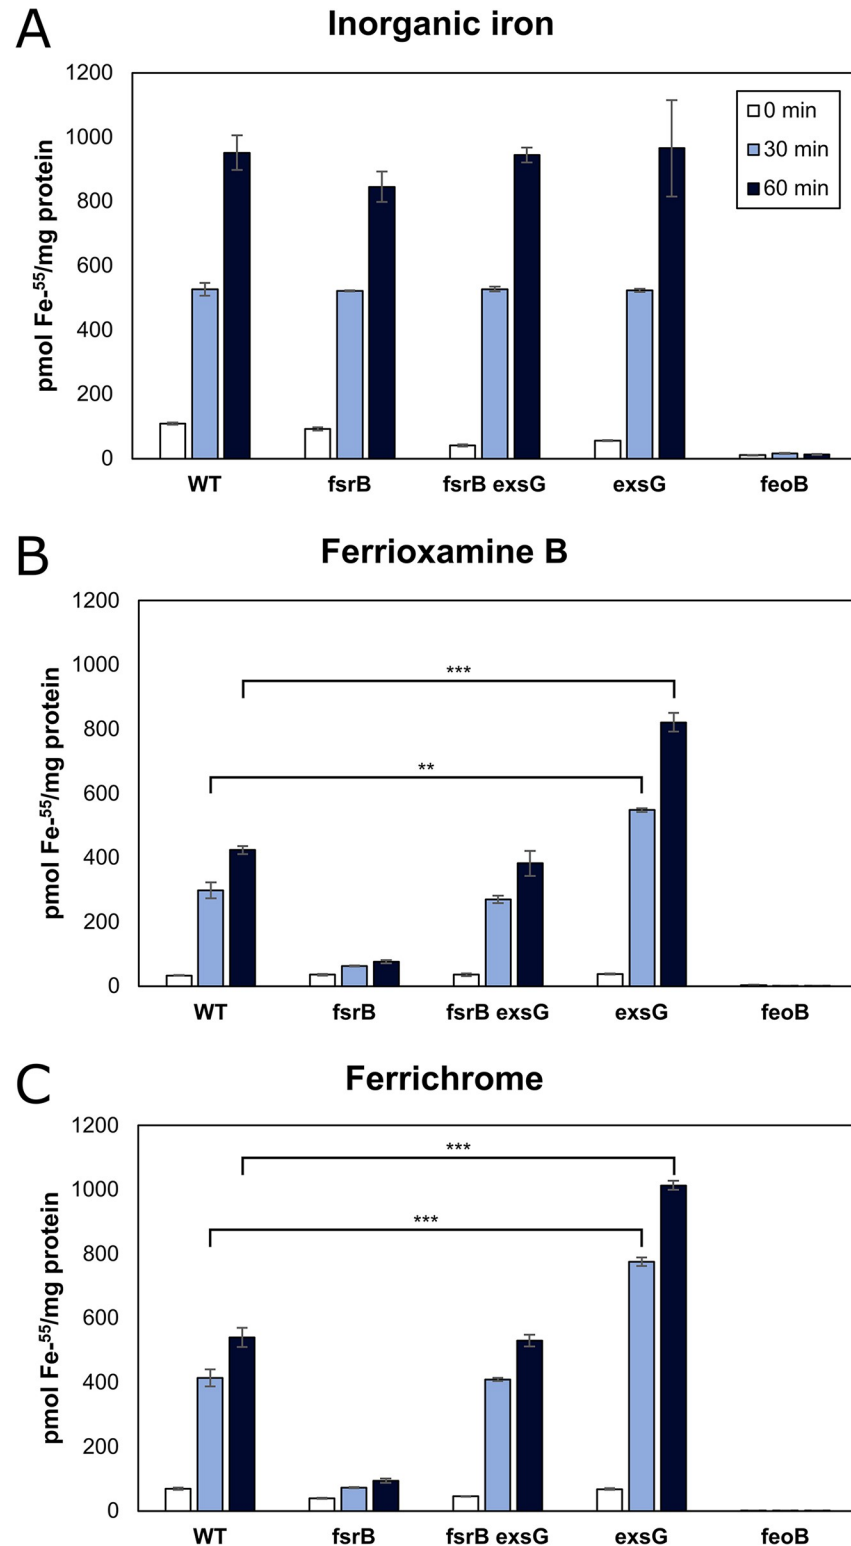 A
Inorganic iron
pmol Fe-⁵⁵/mg protein
1200
1000
800
600
400
200
0
0 min
30 min
60 min
WT fsrB fsrB exsG exsG feoB
B
Ferrioxamine B
pmol Fe-⁵⁵/mg protein
1200
1000
800
600
400
200
0
***
**
WT fsrB fsrB exsG exsG feoB
C
Ferrichrome
pmol Fe-⁵⁵/mg protein
1200
1000
800
600
400
200
0
***
***
WT fsrB fsrB exsG exsG feoB